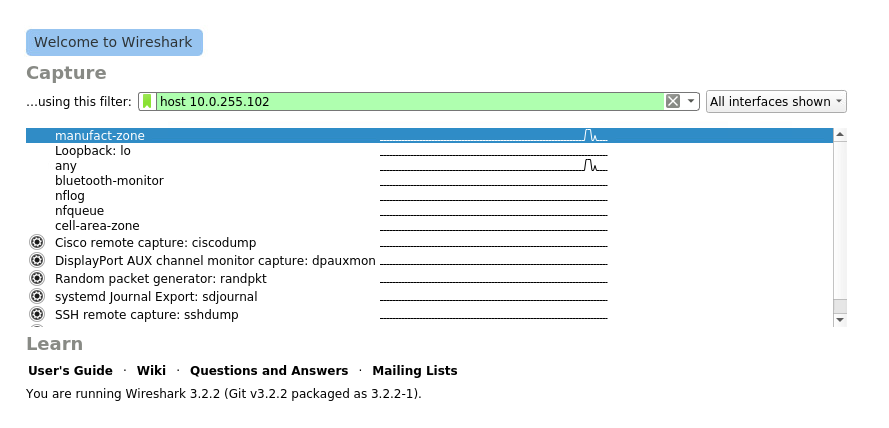 Welcome to Wireshark
Capture
...using this filter: host 10.0.255.102 All interfaces shown
manufact-zone
Loopback: lo
any
bluetooth-monitor
nflog
nfqueue
cell-area-zone
Cisco remote capture: ciscodump
DisplayPort AUX channel monitor capture: dpauxmon
Random packet generator: randpkt
systemd Journal Export: sdjournal
SSH remote capture: sshdump
Learn
User's Guide · Wiki · Questions and Answers · Mailing Lists
You are running Wireshark 3.2.2 (Git v3.2.2 packaged as 3.2.2-1).